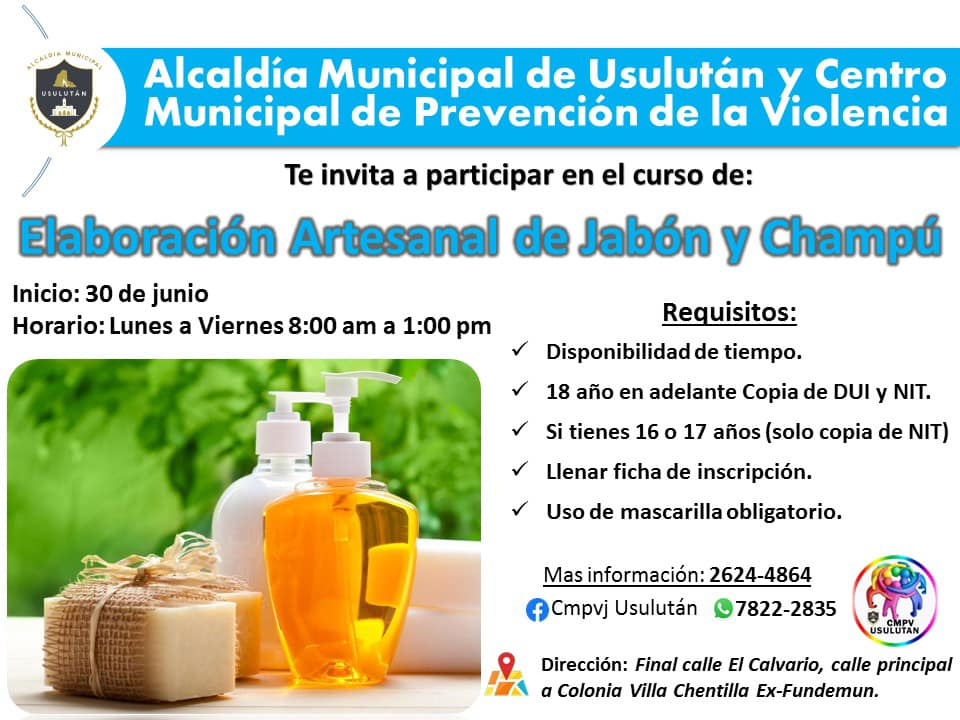 ALCALDÍA MUNICIPAL
USULUTÁN
Alcaldía Municipal de Usulután y Centro
Municipal de Prevención de la Violencia
Te invita a participar en el curso de:
Elaboración Artesanal de Jabón y Champú
Inicio: 30 de junio
Horario: Lunes a Viernes 8:00 am a 1:00 pm
Requisitos:
Disponibilidad de tiempo.
18 año en adelante Copia de DUI y NIT.
Si tienes 16 o 17 años (solo copia de NIT)
Llenar ficha de inscripción.
Uso de mascarilla obligatorio.
Mas información: 2624-4864
Cmpvj Usulután 7822-2835
CMPV
USULUTAN
Dirección: Final calle El Calvario, calle principal
a Colonia Villa Chentilla Ex-Fundemun.